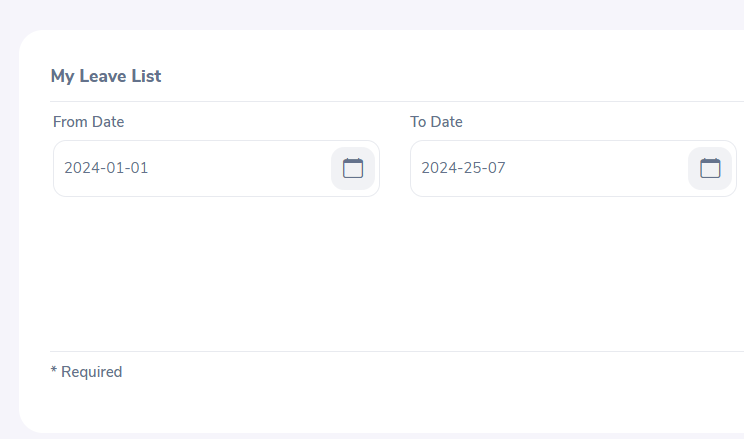 My Leave List
From Date
To Date
2024-01-01
2024-25-07
* Required